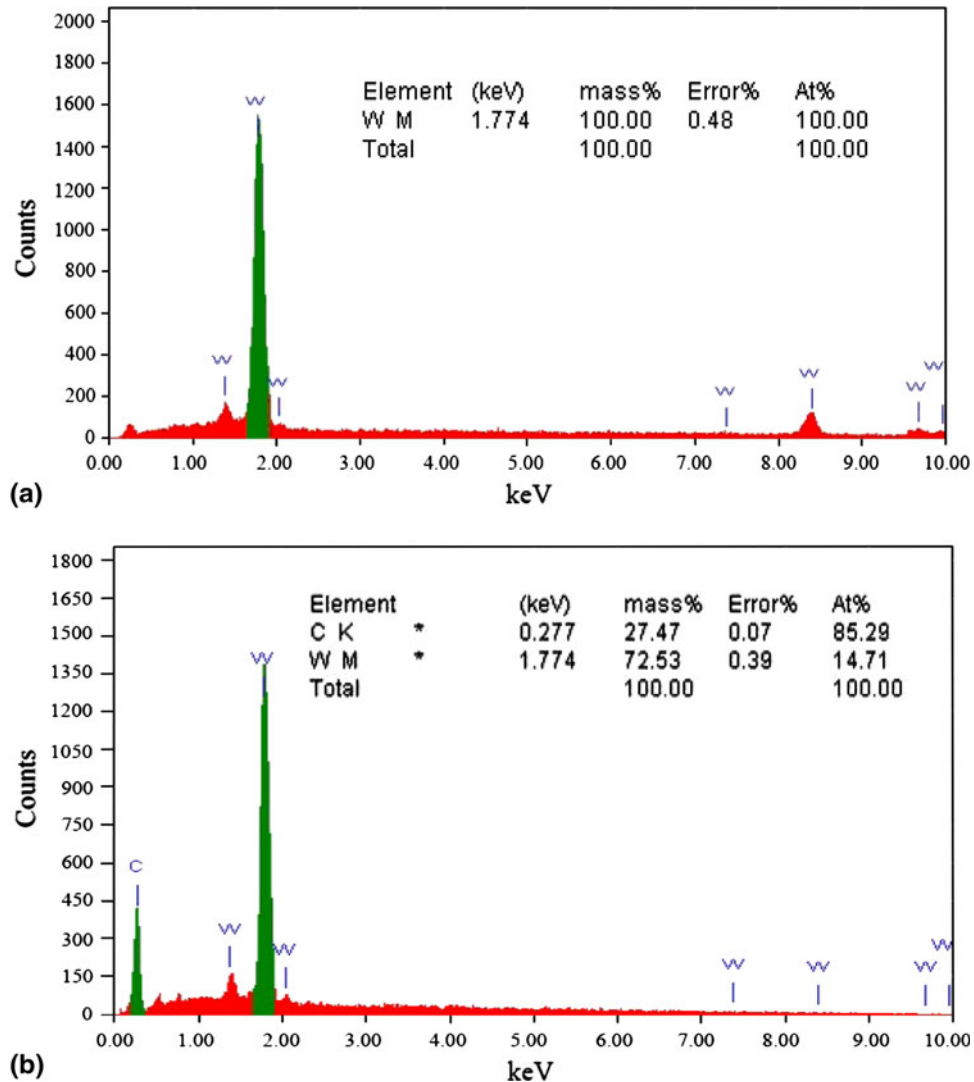 2000
1800
1600
1400
1200
1000
800
600
400
200
0
Counts
Element (keV) mass% Error% At%
W M 1.774 100.00 0.48 100.00
Total 100.00 100.00
W
W
W
W
W
W
W
0.00 1.00 2.00 3.00 4.00 5.00 6.00 7.00 8.00 9.00 10.00
keV
(a)
1800
1650
1500
1350
1200
1050
900
750
600
450
300
150
0
Counts
Element (keV) mass% Error% At%
C K * 0.277 27.47 0.07 85.29
W M * 1.774 72.53 0.39 14.71
Total 100.00 100.00
W
C
W
W
W
W
W
W
0.00 1.00 2.00 3.00 4.00 5.00 6.00 7.00 8.00 9.00 10.00
keV
(b)